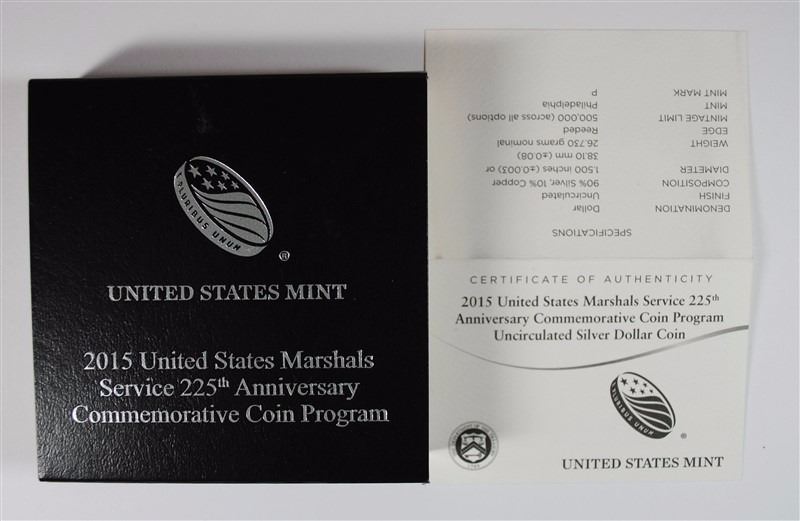 E PLURIBUS UNUM
®
UNITED STATES MINT
2015 United States Marshals
Service 225th Anniversary
Commemorative Coin Program
SPECIFICATIONS
DENOMINATION Dollar
FINISH Uncirculated
COMPOSITION 90% Silver, 10% Copper
DIAMETER 1.500 inches (±0.003) or
38.10 mm (±0.08)
WEIGHT 26.730 grams nominal
EDGE Reeded
MINTAGE LIMIT 500,000 (across all options)
MINT Philadelphia
MINT MARK P
CERTIFICATE OF AUTHENTICITY
2015 United States Marshals Service 225th
Anniversary Commemorative Coin Program
Uncirculated Silver Dollar Coin
E PLURIBUS UNUM
®
UNITED STATES MINT